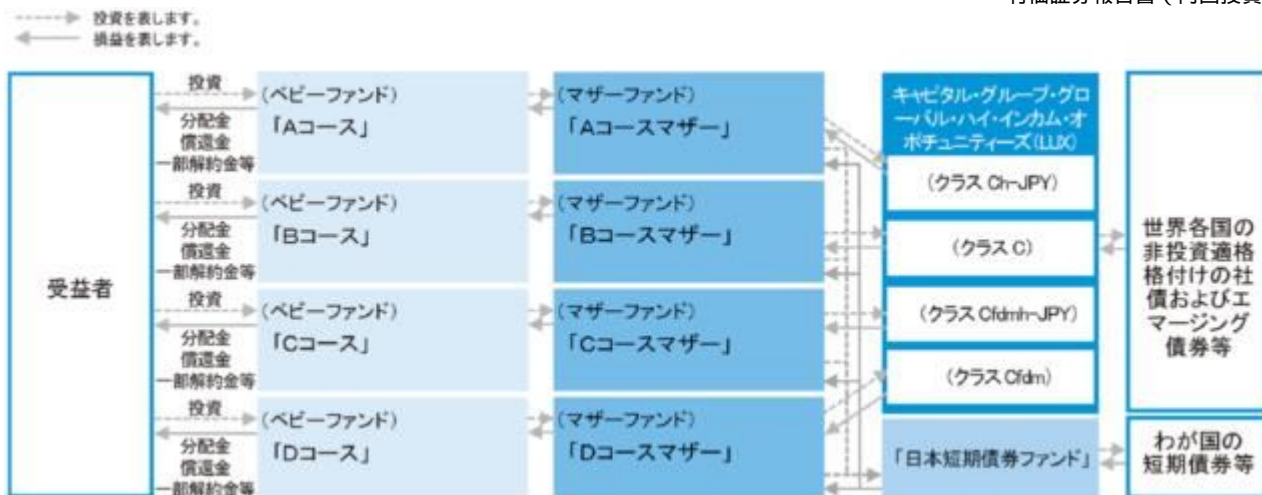 投資を表します。
損益を表します。
受益者
投資
分配金
償還金
一部解約金等
(ベビーファンド)
「Aコース」
(マザーファンド)
「Aコースマザー」
投資
分配金
償還金
一部解約金等
(ベビーファンド)
「Bコース」
(マザーファンド)
「Bコースマザー」
投資
分配金
償還金
一部解約金等
(ベビーファンド)
「Cコース」
(マザーファンド)
「Cコースマザー」
投資
分配金
償還金
一部解約金等
(ベビーファンド)
「Dコース」
(マザーファンド)
「Dコースマザー」
キャピタル・グループ・グロ
ーバル・ハイ・インカム・オ
ポチュニティーズ(LUX)
(クラス Ch-JPY)
(クラス C)
(クラス Cfdmh-JPY)
(クラス Cfdm)
「日本短期債券ファンド」
世界各国の
非投資適格
格付けの社
債およびエ
マージング
債券等
わが国の
短期債券等